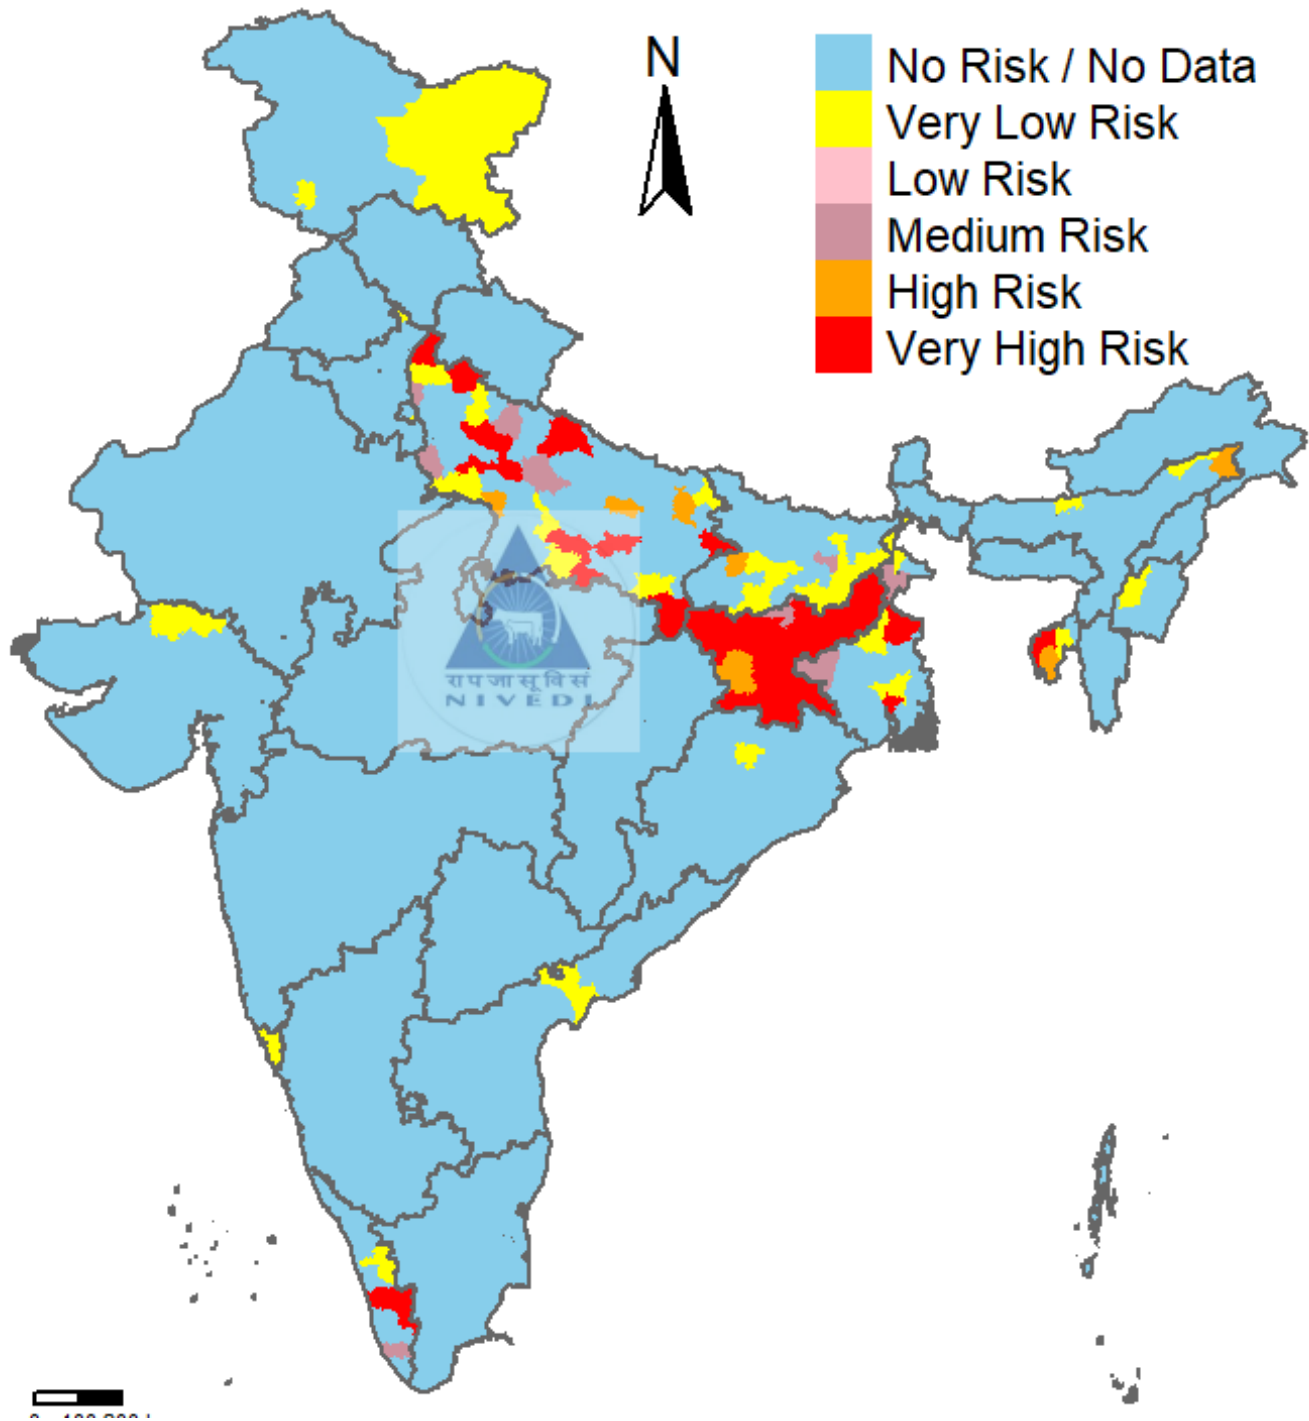 N
No Risk / No Data
Very Low Risk
Low Risk
Medium Risk
High Risk
Very High Risk
रा प जा सू वि सं
NIVEDI